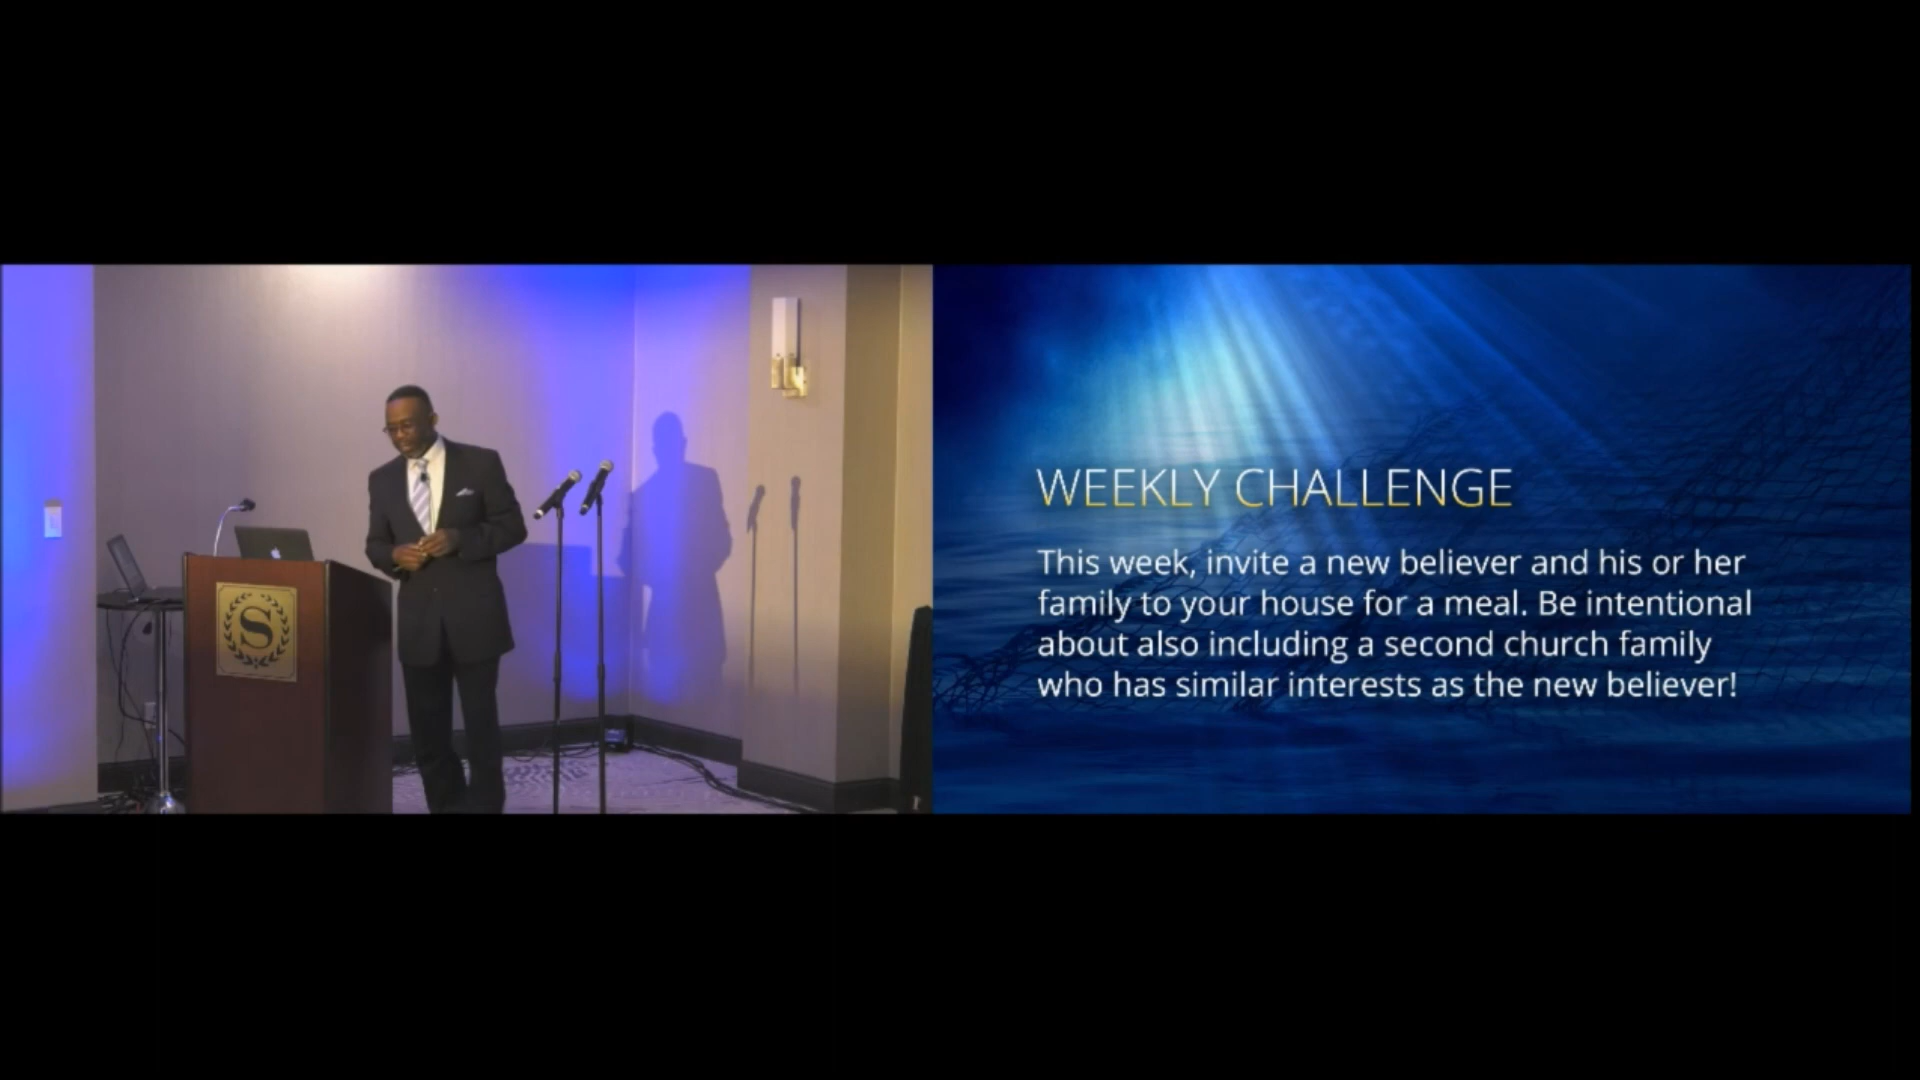 S
WEEKLY CHALLENGE
This week, invite a new believer and his or her
family to your house for a meal. Be intentional
about also including a second church family
who has similar interests as the new believer!